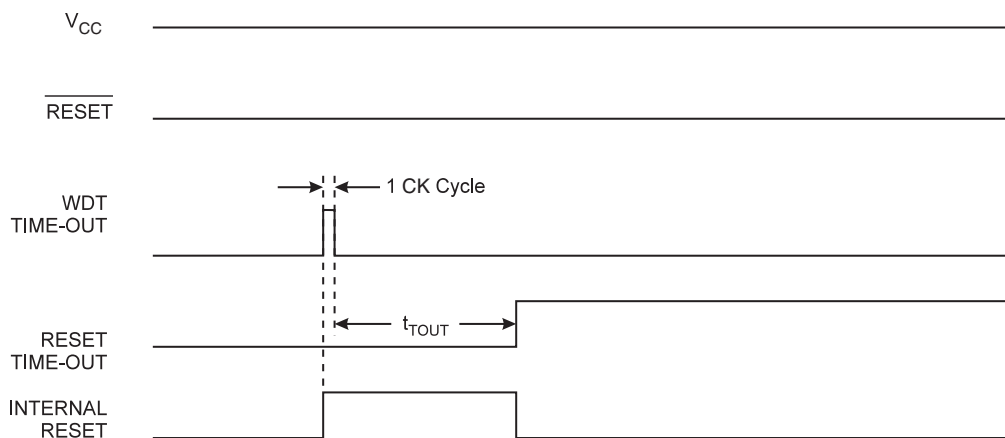 VCC
RESET
1 CK Cycle
WDT
TIME-OUT
tTOUT
RESET
TIME-OUT
INTERNAL
RESET